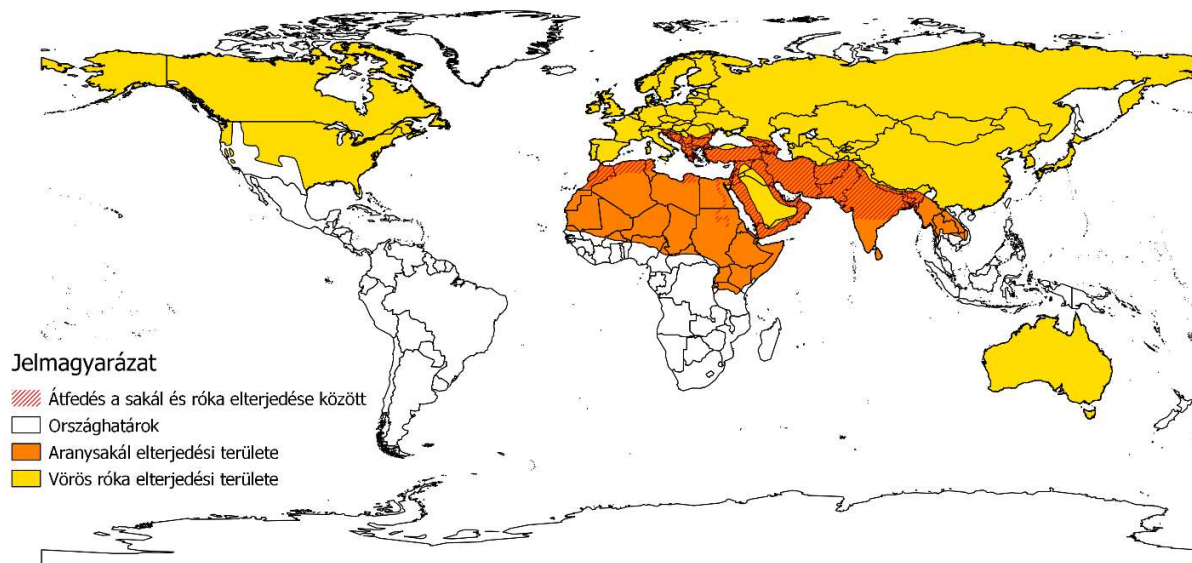 Jelmagyarázat
Átfedés a sakál és róka elterjedése között
Országhatárok
Aranysakál elterjedési területe
Vörös róka elterjedési területe